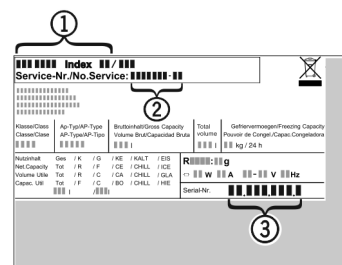 1
Index /
Service-Nr./No.Service: -
2
Klasse/Class Ap-Typ/AP-Type Bruttoinhalt/Gross Capacity Total Gefriervermoegen/Freezing Capacity
Classe/Clase AP-Type/AP-Tipo Volume Brut/Capacidad Bruta volume Pouvoir de Congel./Capac.Congeladora
l l kg / 24 h
Nutzinhalt Ges / K / G / KE / KALT / EIS
Net.Capacity Tot / R / F / CE / CHILL / ICE
Volume Utile Tot / F / C / CA / CHILL / GLA
Capac. Util Tot / F / C / BO / CHILL / HIE
l / l
R : g
W A - V Hz
Serial-Nr. . . .
3